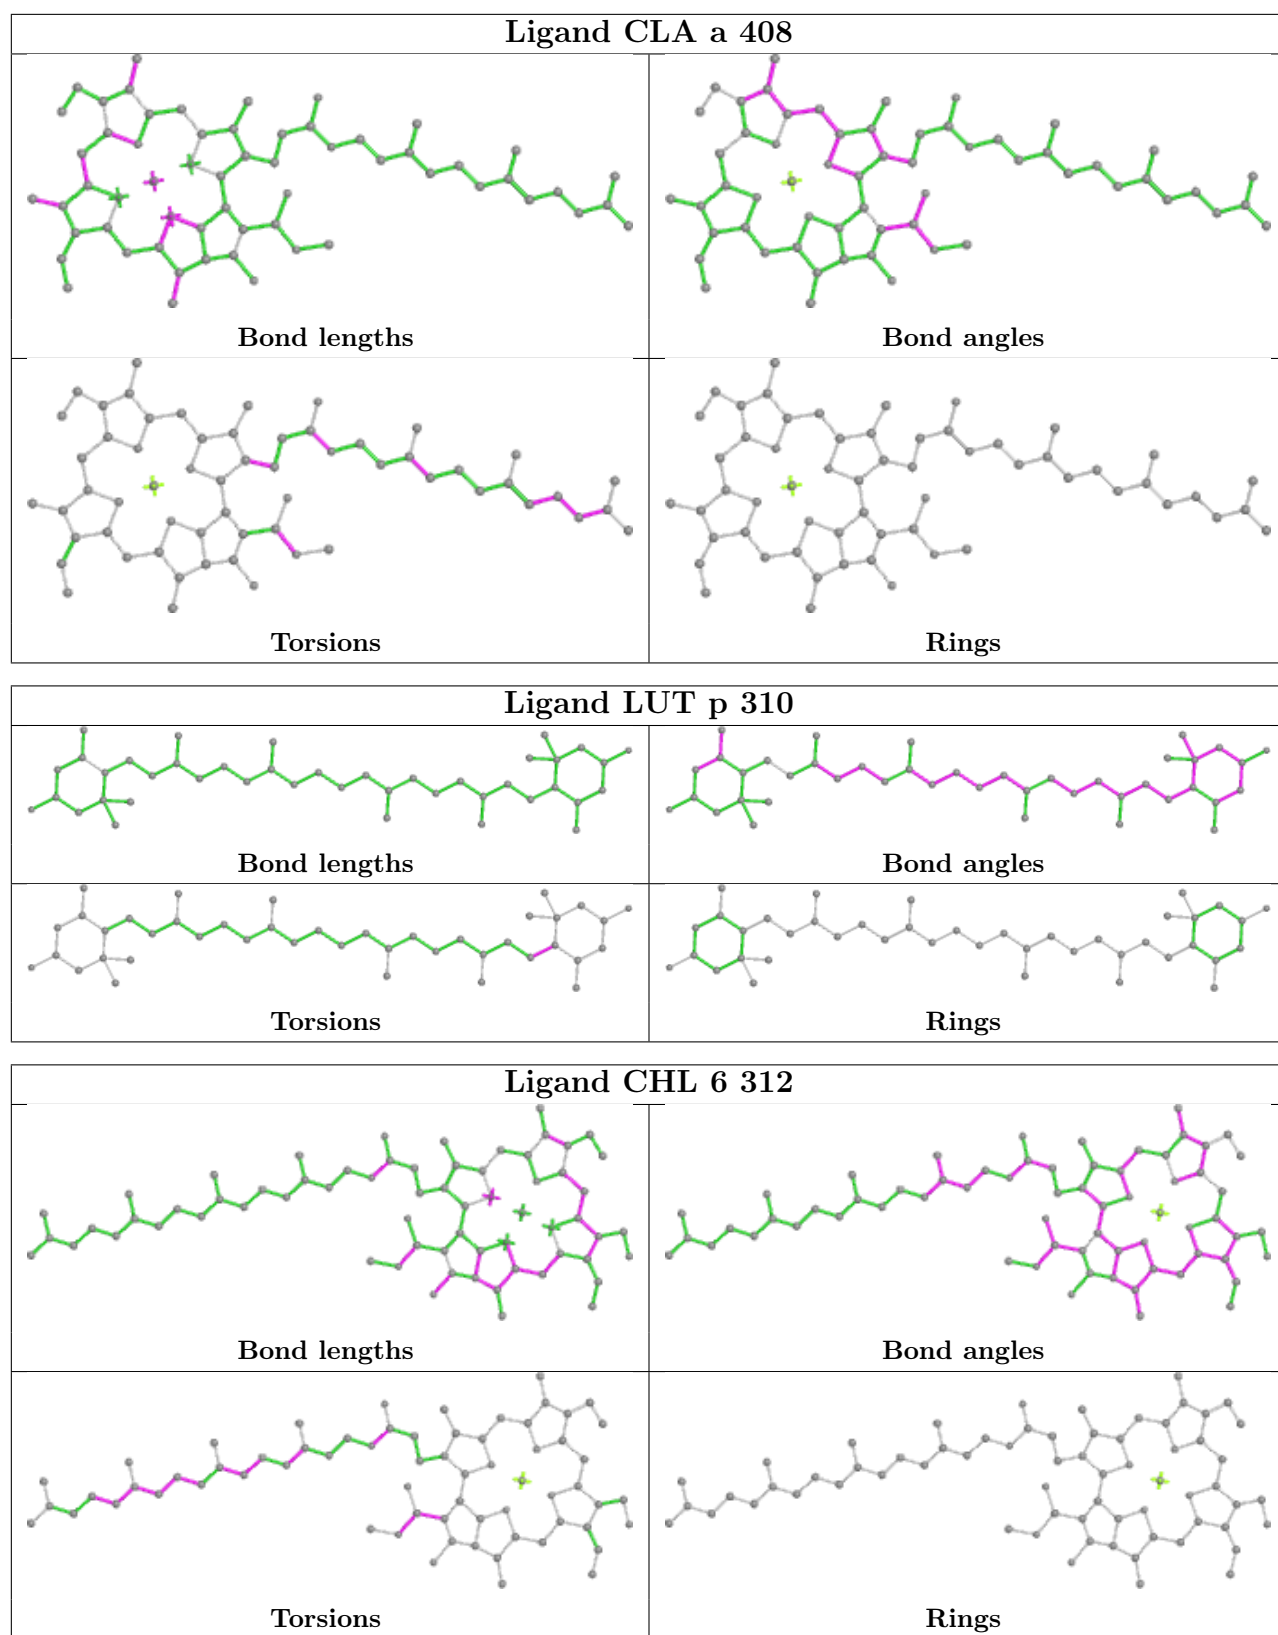 Ligand CLA a 408
Bond lengths
Bond angles
Torsions
Rings
Ligand LUT p 310
Bond lengths
Bond angles
Torsions
Rings
Ligand CHL 6 312
Bond lengths
Bond angles
Torsions
Rings